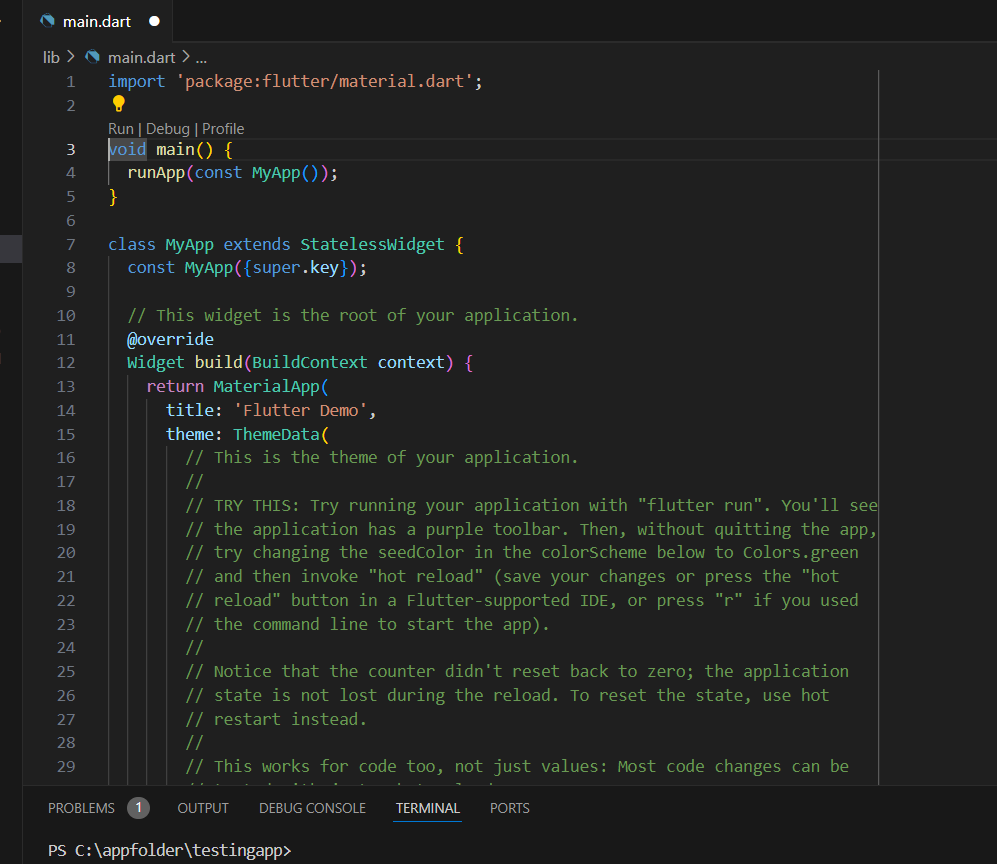 main.dart
lib > main.dart > ...
1 import 'package:flutter/material.dart';
2
Run | Debug | Profile
3 void main() {
4   runApp(const MyApp());
5 }
6
7 class MyApp extends StatelessWidget {
8   const MyApp({super.key});
9
10   // This widget is the root of your application.
11   @override
12   Widget build(BuildContext context) {
13     return MaterialApp(
14       title: 'Flutter Demo',
15       theme: ThemeData(
16         // This is the theme of your application.
17         //
18         // TRY THIS: Try running your application with "flutter run". You'll see
19         // the application has a purple toolbar. Then, without quitting the app,
20         // try changing the seedColor in the colorScheme below to Colors.green
21         // and then invoke "hot reload" (save your changes or press the "hot
22         // reload" button in a Flutter-supported IDE, or press "r" if you used
23         // the command line to start the app).
24         //
25         // Notice that the counter didn't reset back to zero; the application
26         // state is not lost during the reload. To reset the state, use hot
27         // restart instead.
28         //
29         // This works for code too, not just values: Most code changes can be
PROBLEMS 1 OUTPUT DEBUG CONSOLE TERMINAL PORTS
PS C:\appfolder\testingapp>